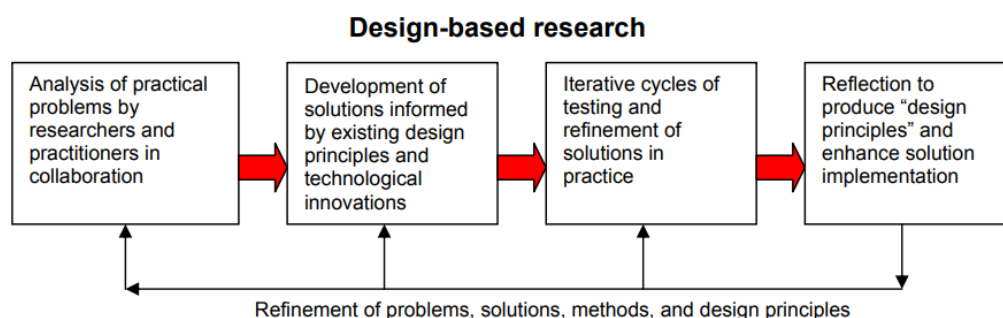 Design-based research
Analysis of practical
problems by
researchers and
practitioners in
collaboration
Development of
solutions informed
by existing design
principles and
technological
innovations
Iterative cycles of
testing and
refinement of
solutions in
practice
Reflection to
produce “design
principles” and
enhance solution
implementation
Refinement of problems, solutions, methods, and design principles